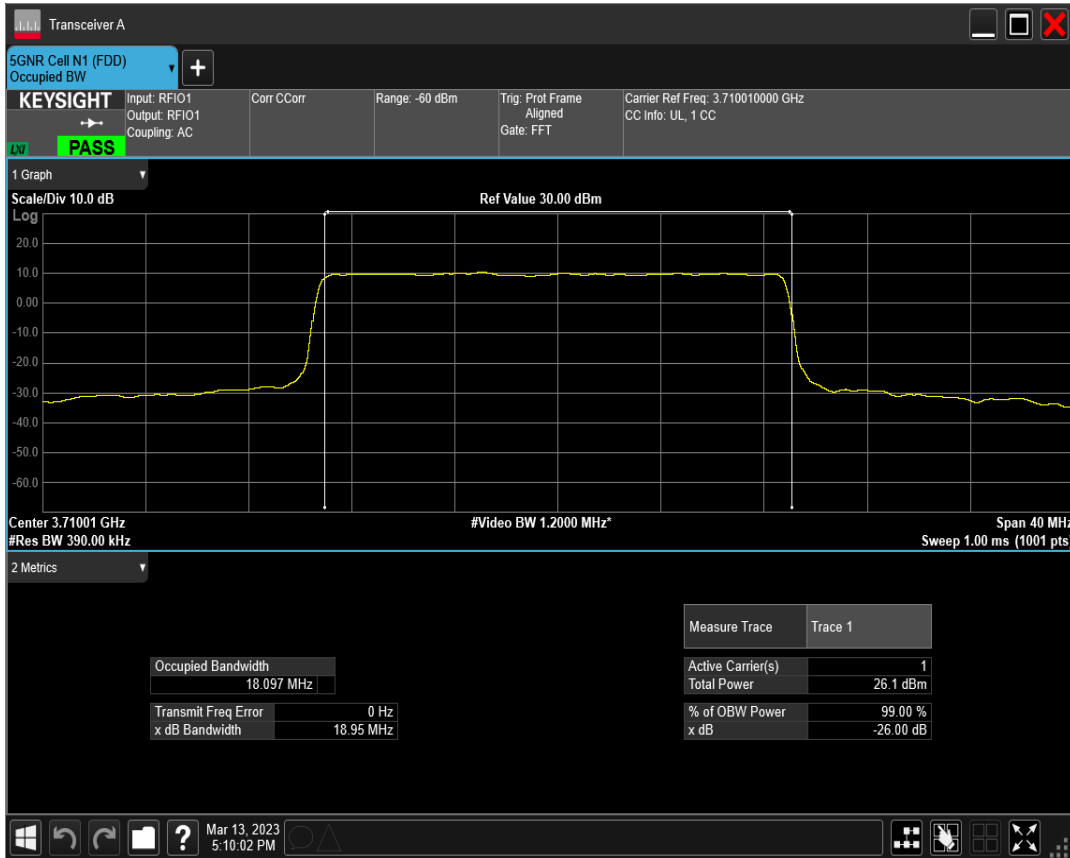 Transceiver A
5GNR Cell N1 (FDD)
Occupied BW
+
KEYSIGHT
LXI
PASS
Input: RFIO1
Output: RFIO1
Coupling: AC
Corr CCorr
Range: -60 dBm
Trig: Prot Frame
Aligned
Gate: FFT
Carrier Ref Freq: 3.710010000 GHz
CC Info: UL, 1 CC
1 Graph
Scale/Div 10.0 dB
Ref Value 30.00 dBm
Log
20.0
10.0
0.00
-10.0
-20.0
-30.0
-40.0
-50.0
-60.0
Center 3.71001 GHz
#Video BW 1.2000 MHz*
Span 40 MHz
#Res BW 390.00 kHz
Sweep 1.00 ms (1001 pts)
2 Metrics
Measure Trace Trace 1
Occupied Bandwidth
18.097 MHz
Active Carrier(s) 1
Total Power 26.1 dBm
Transmit Freq Error 0 Hz
x dB Bandwidth 18.95 MHz
% of OBW Power 99.00 %
x dB -26.00 dB
?
Mar 13, 2023
5:10:02 PM